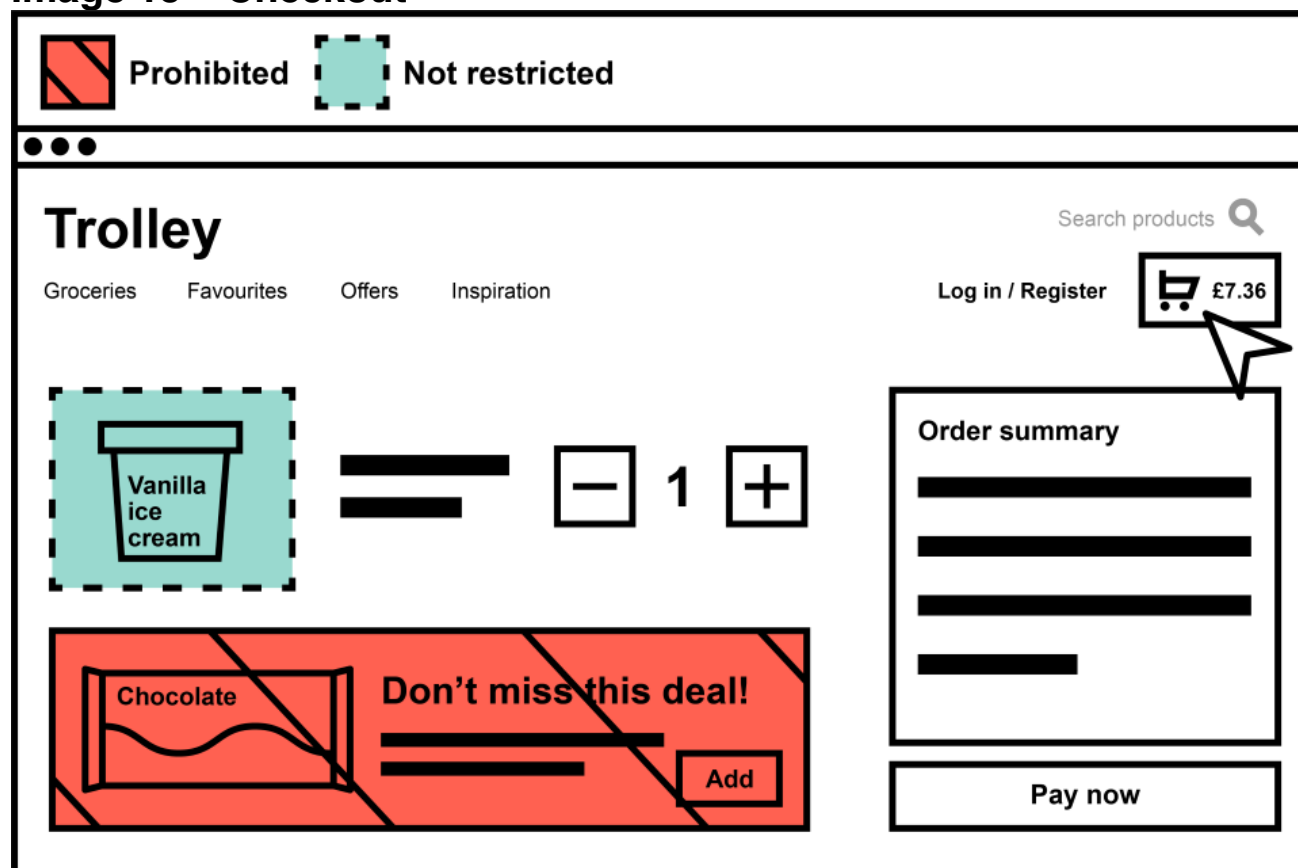 Prohibited
Not restricted
Trolley
Search products
Groceries Favourites Offers Inspiration
Log in / Register
£7.36
Vanilla
ice
cream
1
Order summary
Chocolate
Don't miss this deal!
Add
Pay now